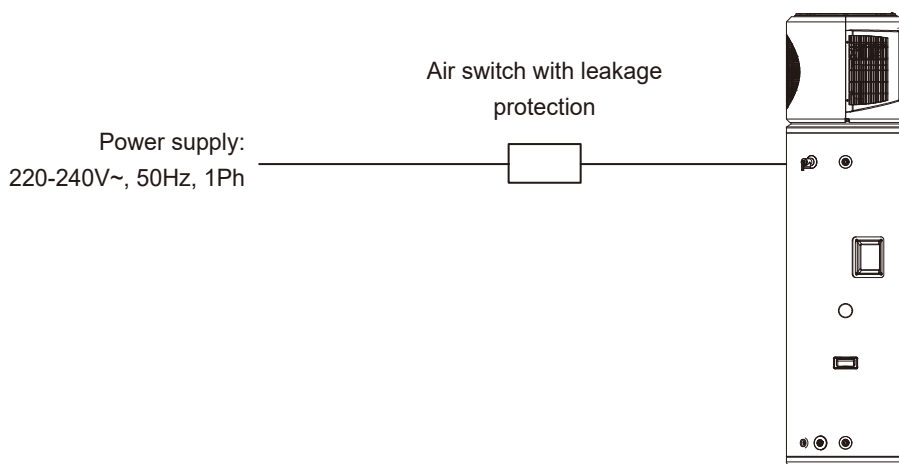 Air switch with leakage
protection
Power supply:
220-240V~, 50Hz, 1Ph